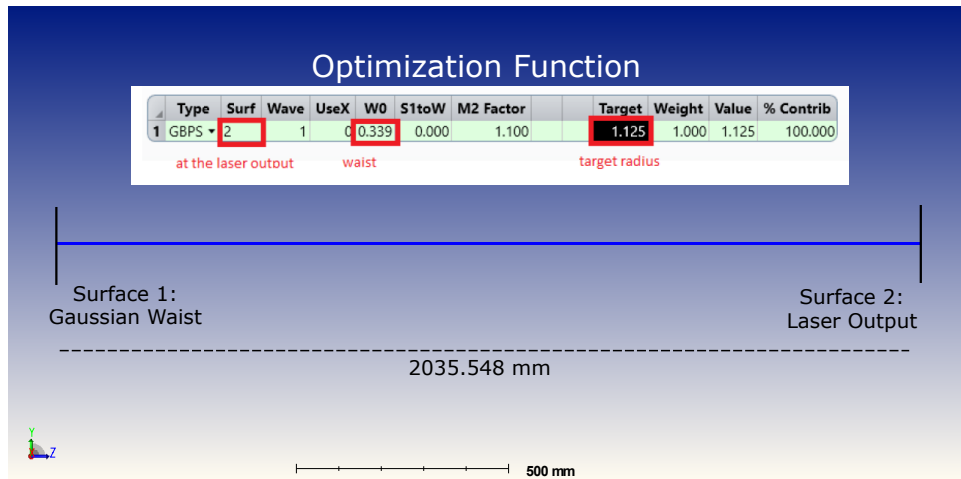 Optimization Function
Type Surf Wave UseX W0 S1toW M2 Factor Target Weight Value % Contrib
1 GBPS 2 1 0 0.339 0.000 1.100 1.125 1.000 1.125 100.000
at the laser output waist target radius
Surface 1:
Gaussian Waist
Surface 2:
Laser Output
2035.548 mm
Y
Z
500 mm